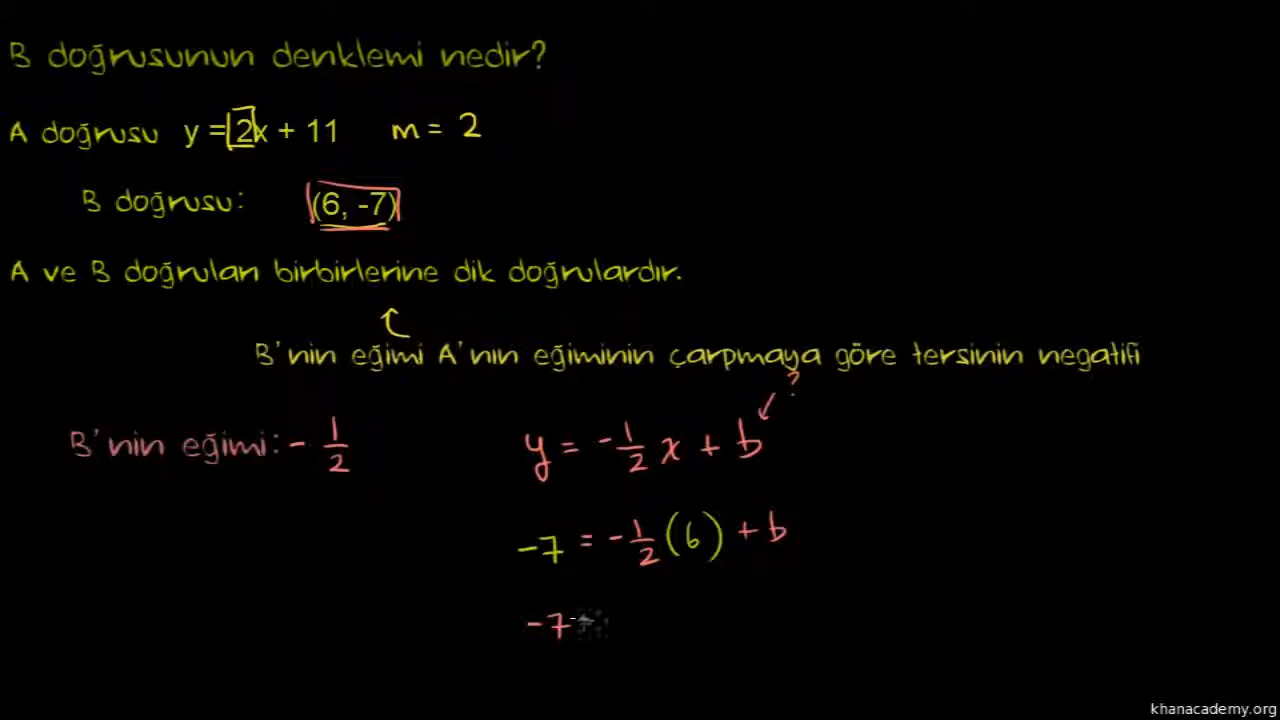 B doğrusunun denklemi nedir?
A doğrusu y = 2x + 11 m = 2
B doğrusu: (6, -7)
A ve B doğruları birbirlerine dik doğrulardır.
B'nin eğimi A'nın eğiminin çarpmaya göre tersinin negatifi
?
B'nin eğimi: - 1/2 y = -1/2 x + b
-7 = -1/2 (6) + b
-7 =
khanacademy.org